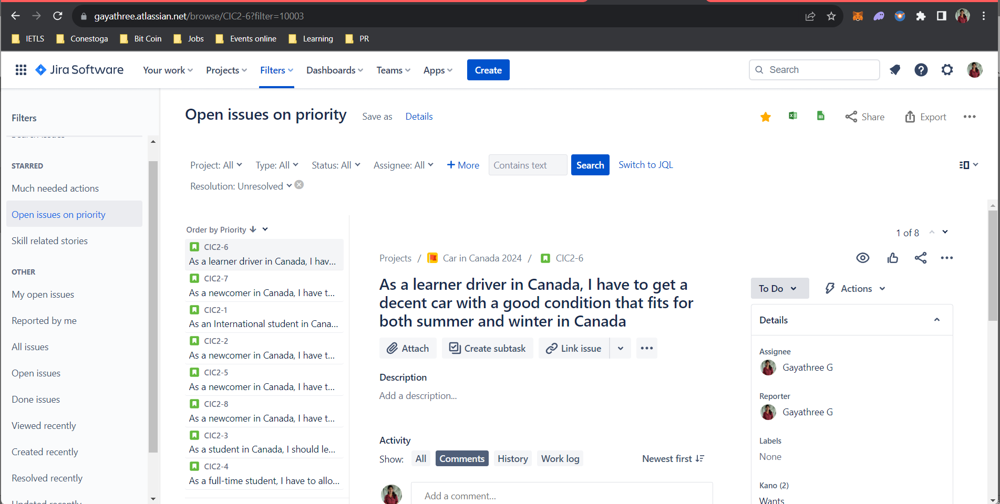 gayathree.atlassian.net/browse/CIC2-6?filter=10003
IETLS Conestoga Bit Coin Jobs Events online Learning PR
Jira Software Your work Projects Filters Dashboards Teams Apps Create Search
Filters
Search issues
STARRED
Much needed actions
Open issues on priority
Skill related stories
OTHER
My open issues
Reported by me
All issues
Open issues
Done issues
Viewed recently
Created recently
Resolved recently
Updated recently
Open issues on priority Save as Details Share Export
Project: All Type: All Status: All Assignee: All + More Contains text Search Switch to JQL
Resolution: Unresolved
Order by Priority
CIC2-6
As a learner driver in Canada, I hav...
CIC2-7
As a newcomer in Canada, I have t...
CIC2-1
As an International student in Cana...
CIC2-2
As a newcomer in Canada, I have t...
CIC2-5
As a newcomer in Canada, I have t...
CIC2-8
As a newcomer in Canada, I have t...
CIC2-3
As a student in Canada, I should le...
CIC2-4
As a full-time student, I have to allo...
1 of 8
Projects / Car in Canada 2024 / CIC2-6
As a learner driver in Canada, I have to get a
decent car with a good condition that fits for
both summer and winter in Canada
Attach Create subtask Link issue
Description
Add a description...
Activity
Show: All Comments History Work log Newest first
Add a comment...
To Do Actions
Details
Assignee
Gayathree G
Reporter
Gayathree G
Labels
None
Kano (2)
Wants